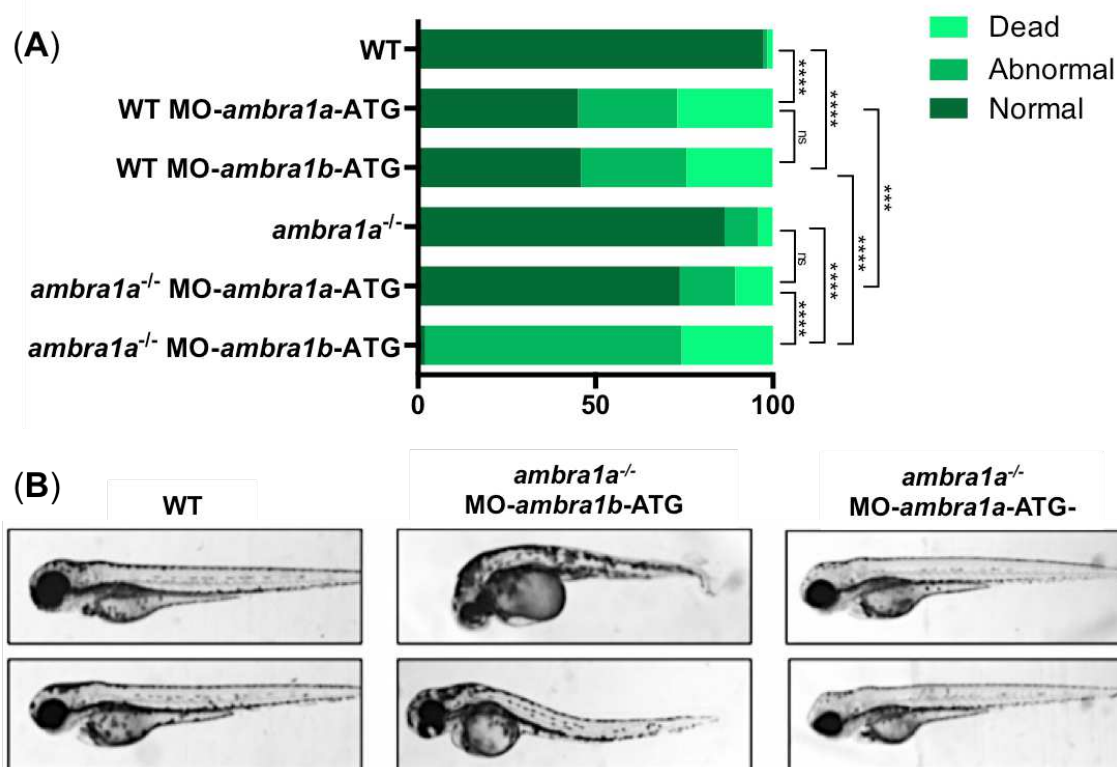 (A)
WT
WT MO-ambra1a-ATG
WT MO-ambra1b-ATG
ambra1a-/-
ambra1a-/- MO-ambra1a-ATG
ambra1a-/- MO-ambra1b-ATG
0 50 100
****
ns
****
ns
****
****
****
****
***
Dead
Abnormal
Normal
(B)
WT
ambra1a-/-
MO-ambra1b-ATG
ambra1a-/-
MO-ambra1a-ATG-